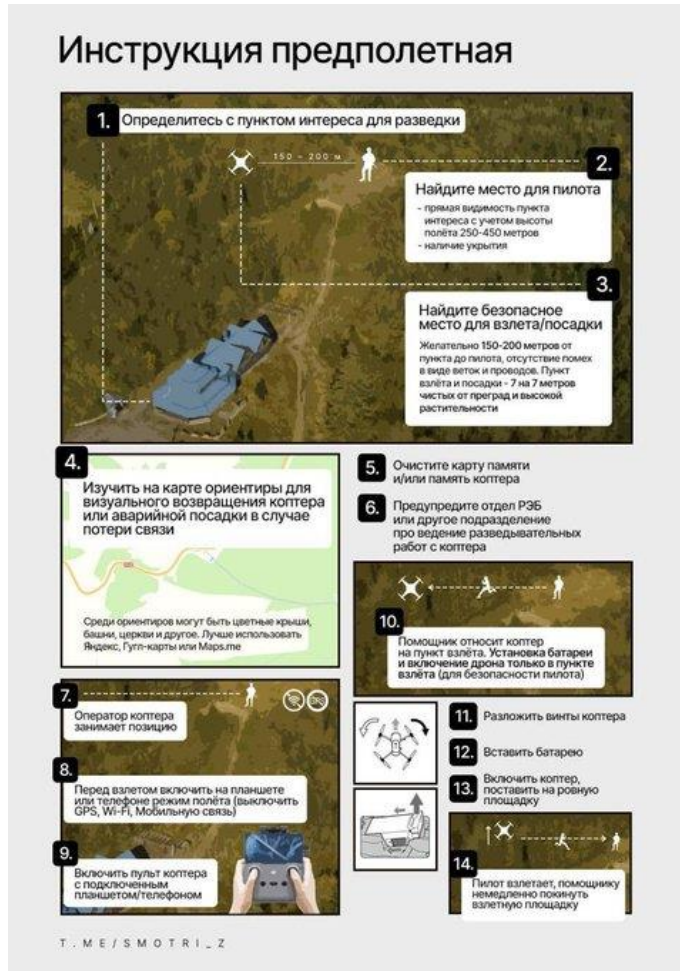 Инструкция предполетная
1. Определитесь с пунктом интереса для разведки
150 – 200 м
2.
Найдите место для пилота
- прямая видимость пункта
интереса с учетом высоты
полёта 250-450 метров
- наличие укрытия
3.
Найдите безопасное
место для взлета/посадки
Желательно 150-200 метров от
пункта до пилота, отсутствие помех
в виде веток и проводов. Пункт
взлёта и посадки - 7 на 7 метров
чистых от преград и высокой
растительности
4.
Изучить на карте ориентиры для
визуального возвращения коптера
или аварийной посадки в случае
потери связи
Среди ориентиров могут быть цветные крыши,
башни, церкви и другое. Лучше использовать
Яндекс, Гугл-карты или Maps.me
5. Очистите карту памяти
и/или память коптера
6. Предупредите отдел РЭБ
или другое подразделение
про ведение разведывательных
работ с коптера
7.
Оператор коптера
занимает позицию
GPS
8.
Перед взлетом включить на планшете
или телефоне режим полёта (выключить
GPS, Wi-Fi, Мобильную связь)
9.
Включить пульт коптера
с подключенным
планшетом/телефоном
10.
Помощник относит коптер
на пункт взлёта. Установка батареи
и включение дрона только в пункте
взлёта (для безопасности пилота)
11. Разложить винты коптера
12. Вставить батарею
13. Включить коптер,
поставить на ровную
площадку
14.
Пилот взлетает, помощнику
немедленно покинуть
взлетную площадку
T.ME/SMOTRI_Z